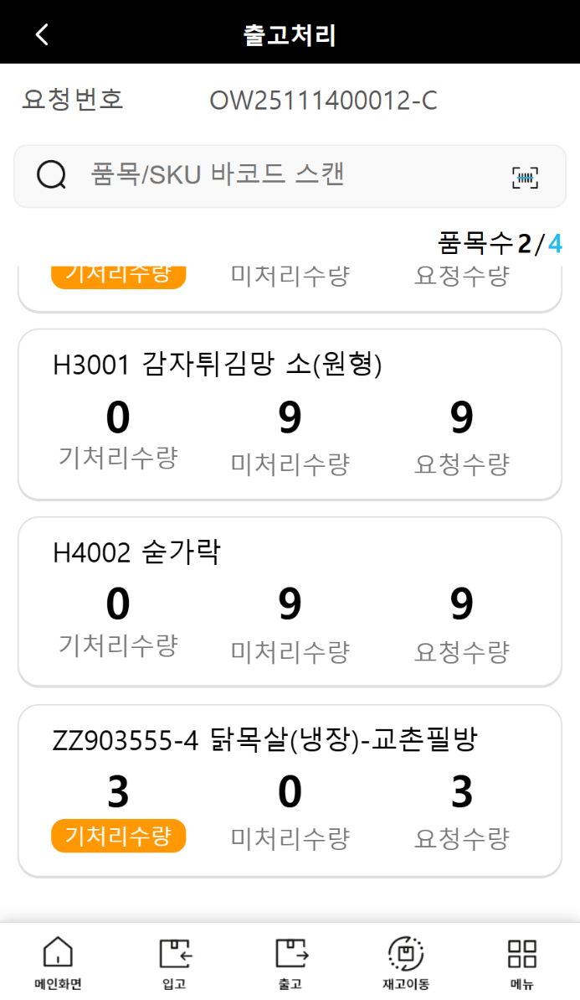 출고처리
요청번호 OW25111400012-C
품목/SKU 바코드 스캔
품목수 2/4
기처리수량 미처리수량 요청수량
H3001 감자튀김망 소(원형)
0 9 9
기처리수량 미처리수량 요청수량
H4002 숟가락
0 9 9
기처리수량 미처리수량 요청수량
ZZ903555-4 닭목살(냉장)-교촌필방
3 0 3
기처리수량 미처리수량 요청수량
메인화면 입고 출고 재고이동 메뉴